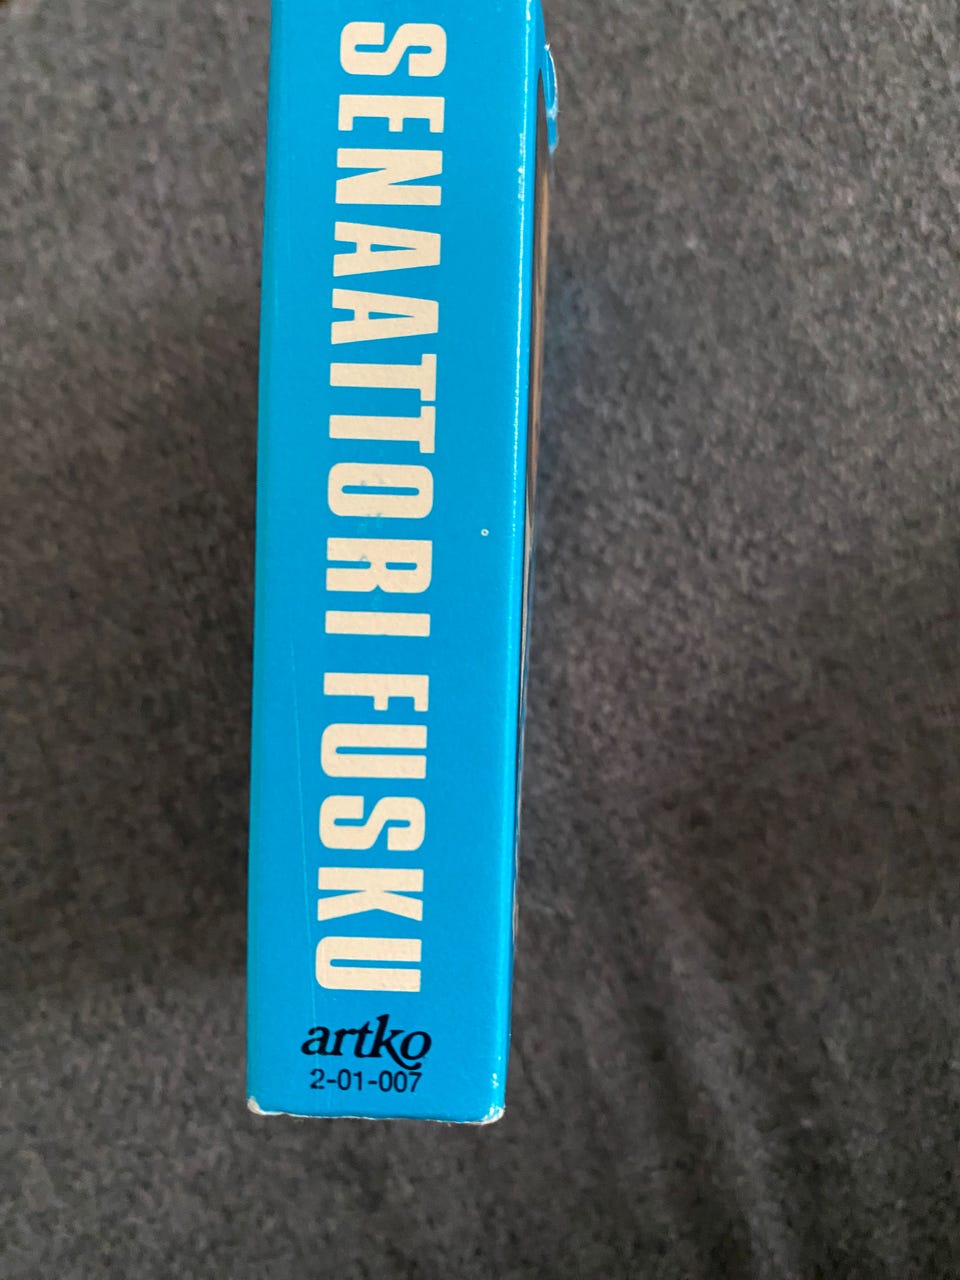 SENAATTORI FUSKU
artko
2-01-007